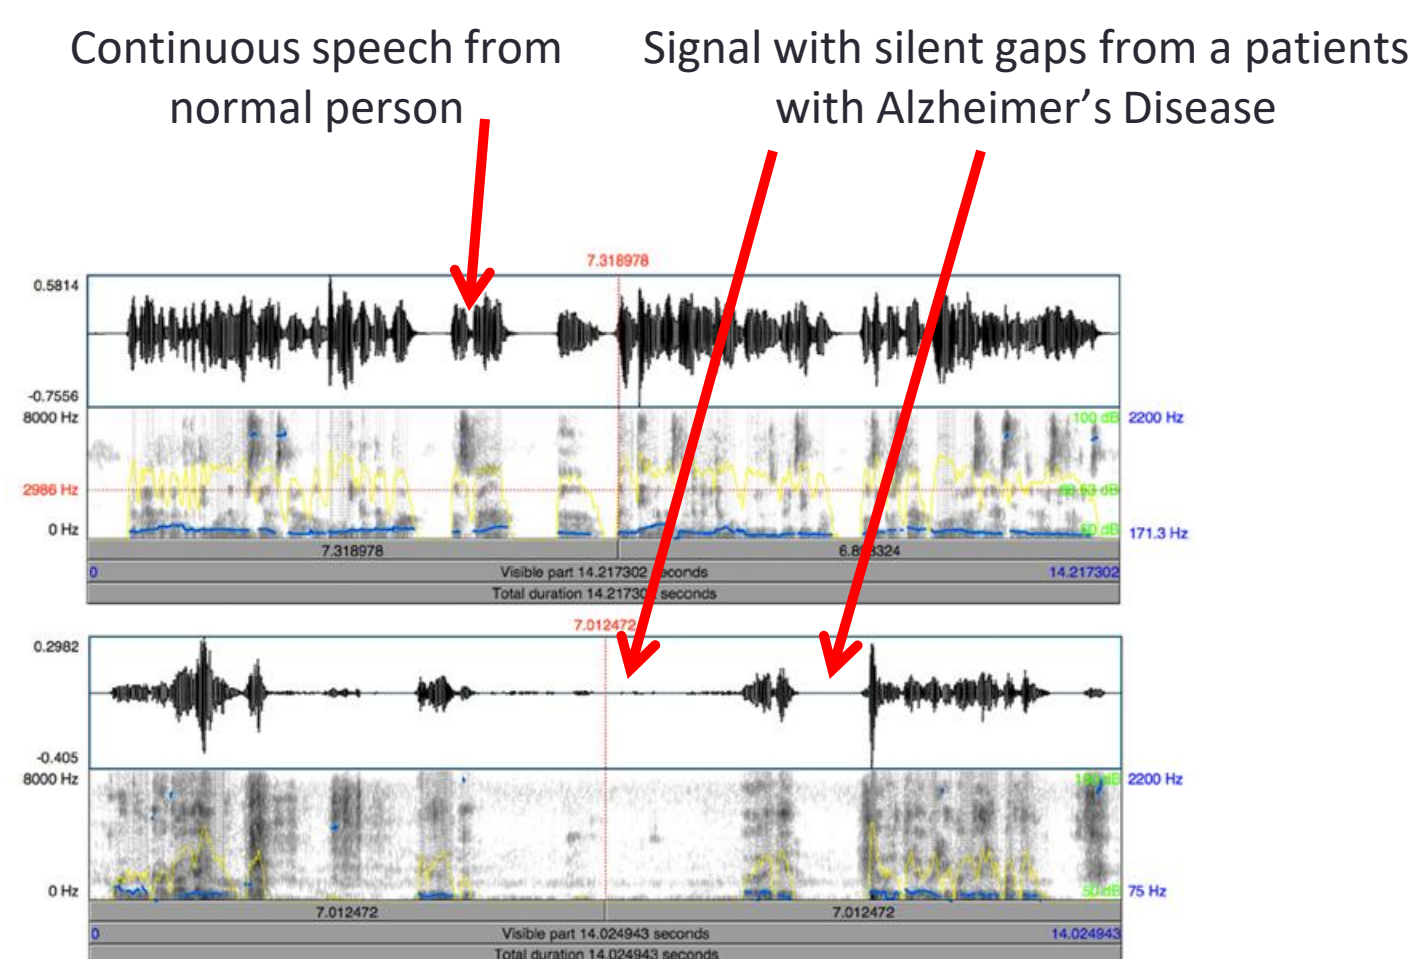 Continuous speech from
normal person
Signal with silent gaps from a patients
with Alzheimer’s Disease
7.318978
0.5814
-0.7556
8000 Hz
100 dB
2200 Hz
2986 Hz
0 Hz
50 dB
171.3 Hz
7.318978
0
Visible part 14.217302 seconds
14.217302
Total duration 14.217302 seconds
7.012472
0.2982
-0.405
8000 Hz
2200 Hz
0 Hz
50 dB
75 Hz
7.012472
7.012472
0
Visible part 14.024943 seconds
14.024943
Total duration 14.024943 seconds